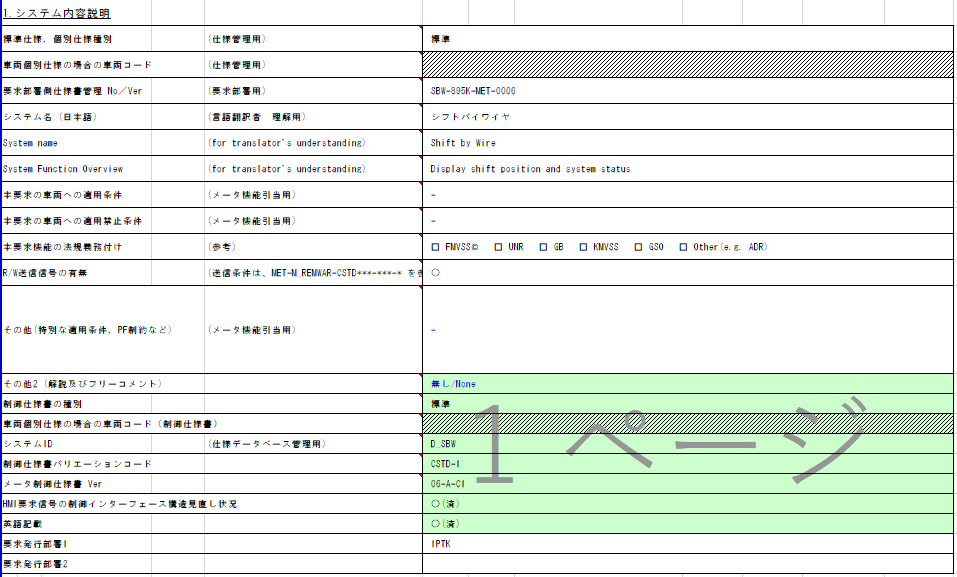 1.システム内容説明
標準仕様，個別仕様種別 (仕様管理用) 標準
車両個別仕様の場合の車両コード (仕様管理用)
要求部署側仕様書管理 No／Ver (要求部署用) SBW-895K-MET-0006
システム名（日本語） (言語翻訳者　理解用) シフトバイワイヤ
System name (for translator's understanding) Shift by Wire
System Function Overview (for translator's understanding) Display shift position and system status
本要求の車両への適用条件 (メータ機能引当用) -
本要求の車両への適用禁止条件 (メータ機能引当用) -
本要求機能の法規義務付け (参考) □ FMVSS© □ UNR □ GB □ KMVSS □ GSO □ Other(e.g. ADR)
R/W送信信号の有無 (送信条件は、MET-M_REMWAR-CSTD***-***-* を ○
その他(特別な適用条件，PF制約など) (メータ機能引当用) -
その他2（解説及びフリーコメント） 無し/None
制御仕様書の種別 標準
車両個別仕様の場合の車両コード（制御仕様書）
システムID (仕様データベース管理用) D_SBW
制御仕様書バリエーションコード CSTD-1
メータ制御仕様書 Ver 06-A-C1
HMI要求信号の制御インターフェース構造見直し状況 ○(済)
英語記載 ○(済)
要求発行部署1 1PTK
要求発行部署2
1 ページ